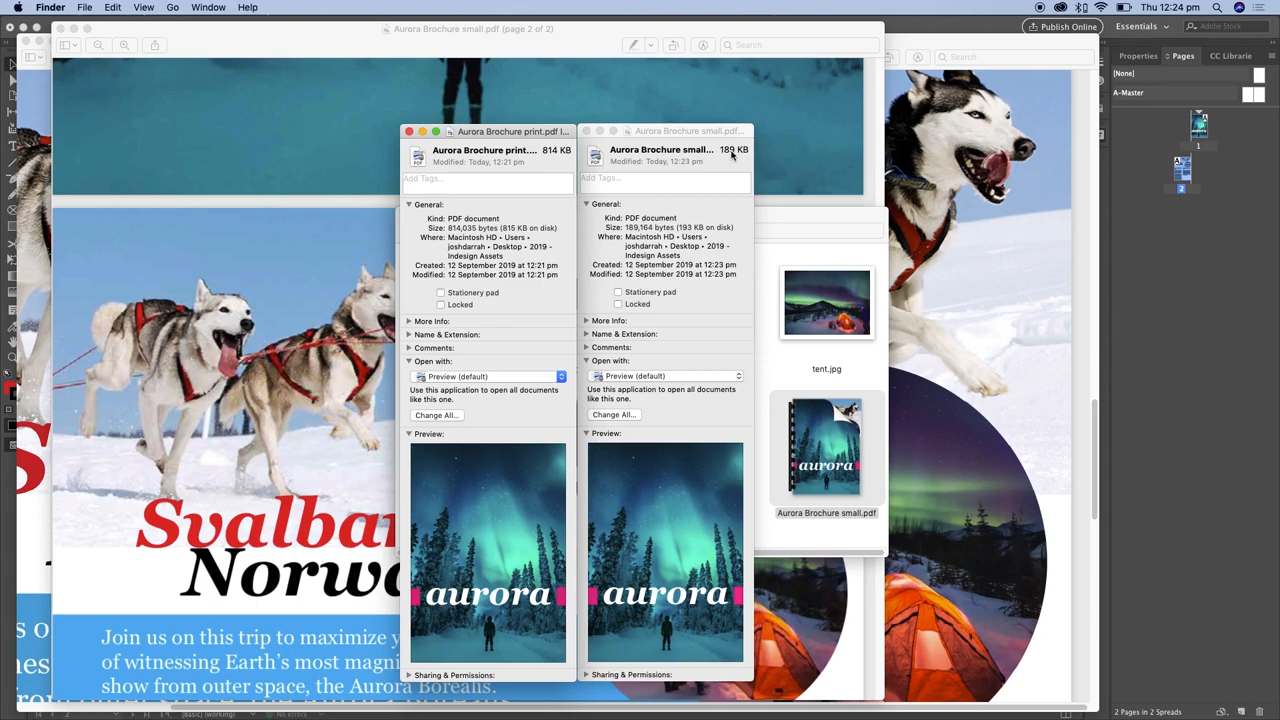 Finder File Edit View Go Window Help
Thu 12:24 pm
Publish Online Essentials Adobe Stock
Aurora Brochure small.pdf (page 2 of 2)
Search
Search
Properties Pages CC Library
[None]
A-Master
A
1
A
2
2 Pages in 2 Spreads
Aurora Brochure print.pdf I...
Aurora Brochure print.... 814 KB
Modified: Today, 12:21 pm
Add Tags...
General:
Kind: PDF document
Size: 814,035 bytes (815 KB on disk)
Where: Macintosh HD • Users •
joshdarrah • Desktop • 2019 -
Indesign Assets
Created: 12 September 2019 at 12:21 pm
Modified: 12 September 2019 at 12:21 pm
Stationery pad
Locked
More Info:
Name & Extension:
Comments:
Open with:
Preview (default)
Use this application to open all documents
like this one.
Change All...
Preview:
aurora
Sharing & Permissions:
Aurora Brochure small.pdf...
Aurora Brochure small... 189 KB
Modified: Today, 12:23 pm
Add Tags...
General:
Kind: PDF document
Size: 189,164 bytes (193 KB on disk)
Where: Macintosh HD • Users •
joshdarrah • Desktop • 2019 -
Indesign Assets
Created: 12 September 2019 at 12:23 pm
Modified: 12 September 2019 at 12:23 pm
Stationery pad
Locked
More Info:
Name & Extension:
Comments:
Open with:
Preview (default)
Use this application to open all documents
like this one.
Change All...
Preview:
aurora
Sharing & Permissions:
tent.jpg
aurora
Aurora Brochure small.pdf
Svalba
Norw
Join us on this trip to maximize y
of witnessing Earth's most magni
show from outer space, the Aurora Borealis.
[Basic] (working) No errors